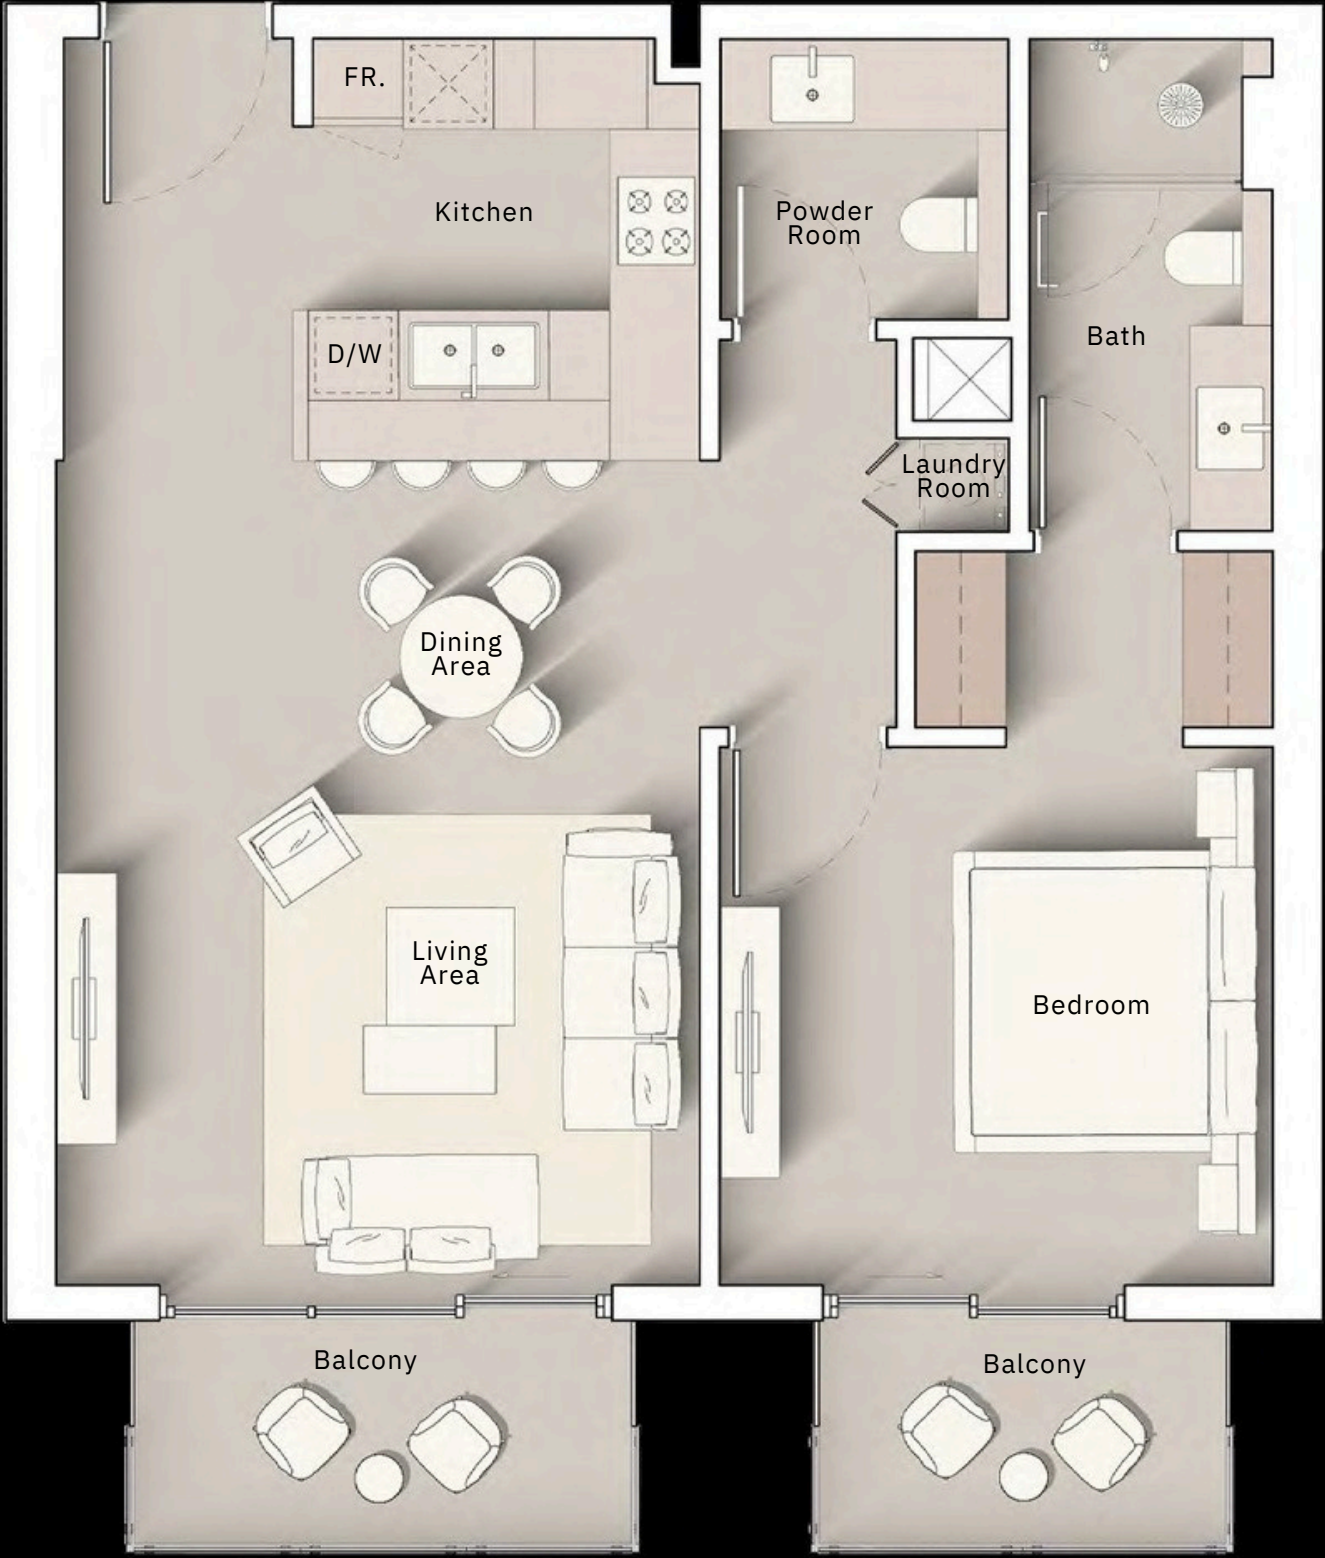 FR.
Kitchen
Powder
Room
Bath
D/W
Laundry
Room
Dining
Area
Living
Area
Bedroom
Balcony
Balcony